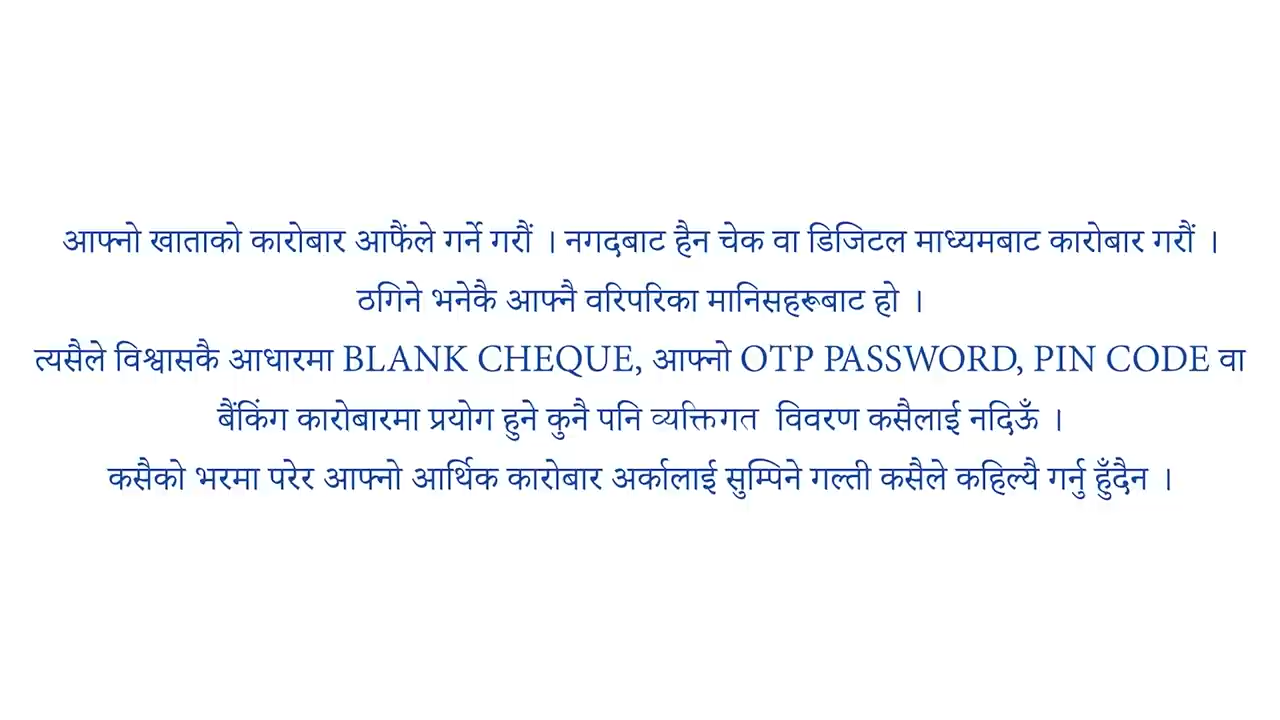 आफ्नो खाताको कारोबार आफैंले गर्ने गरौं । नगदबाट हैन चेक वा डिजिटल माध्यमबाट कारोबार गरौं ।
ठगिने भनेकै आफ्नै वरिपरिका मानिसहरूबाट हो ।
त्यसैले विश्वासकै आधारमा BLANK CHEQUE, आफ्नो OTP PASSWORD, PIN CODE वा
बैंकिंग कारोबारमा प्रयोग हुने कुनै पनि व्यक्तिगत विवरण कसैलाई नदिऊँ ।
कसैको भरमा परेर आफ्नो आर्थिक कारोबार अर्कालाई सुम्पिने गल्ती कसैले कहिल्यै गर्नु हुँदैन ।